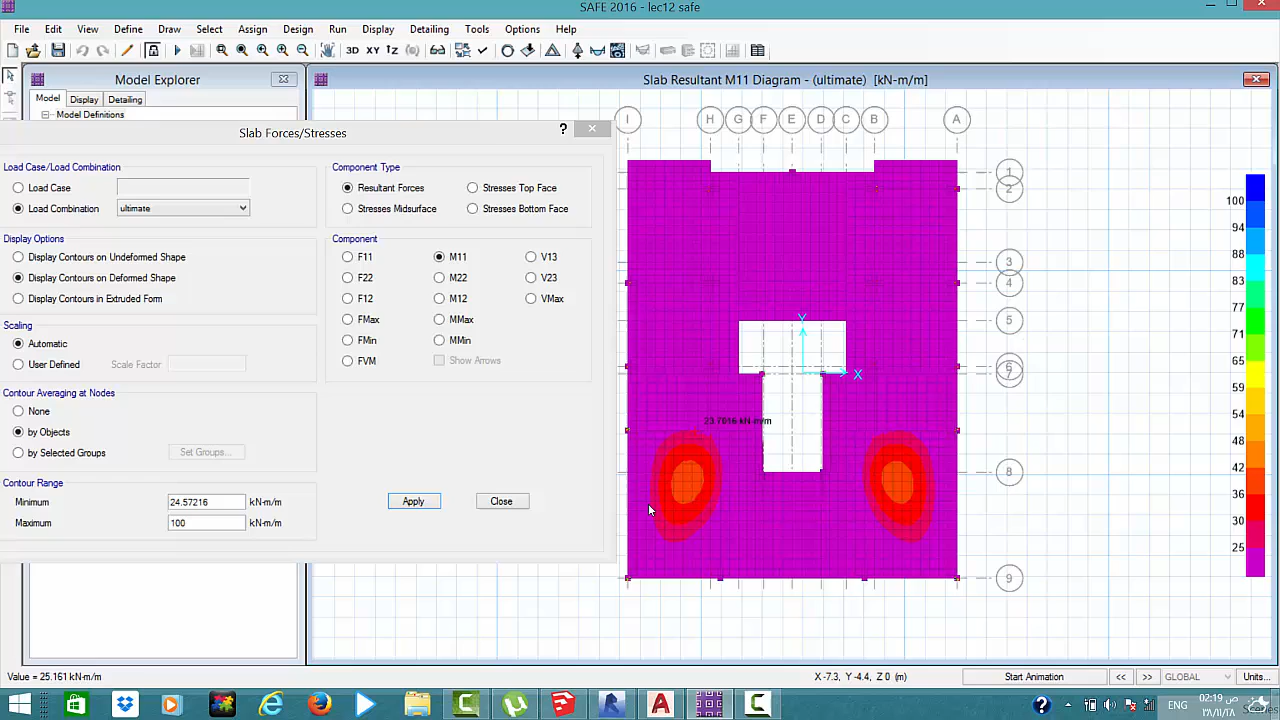 SAFE 2016 - lec12 safe
File Edit View Define Draw Select Assign Design Run Display Detailing Tools Options Help
3D XY
Model Explorer
Model Display Detailing
Model Definitions
Slab Resultant M11 Diagram - (ultimate) [kN-m/m]
Slab Forces/Stresses
?
Load Case/Load Combination
Load Case
Load Combination
ultimate
Display Options
Display Contours on Undeformed Shape
Display Contours on Deformed Shape
Display Contours in Extruded Form
Scaling
Automatic
User Defined Scale Factor
Contour Averaging at Nodes
None
by Objects
by Selected Groups Set Groups...
Contour Range
Minimum 24.57216 kN-m/m
Maximum 100 kN-m/m
Component Type
Resultant Forces Stresses Top Face
Stresses Midsurface Stresses Bottom Face
Component
F11 M11 V13
F22 M22 V23
F12 M12 VMax
FMax MMax
FMin MMin
FVM Show Arrows
Apply Close
I H G F E D C B A
1
2
3
4
5
6
7
8
9
Y
X
23.7016 kN-m/m
100
94
88
83
77
71
65
59
54
48
42
36
30
25
Value = 25.161 kN-m/m
X-7.3, Y-4.4, Z 0 (m)
Start Animation << >> GLOBAL Units...
? ENG
02:19 ص